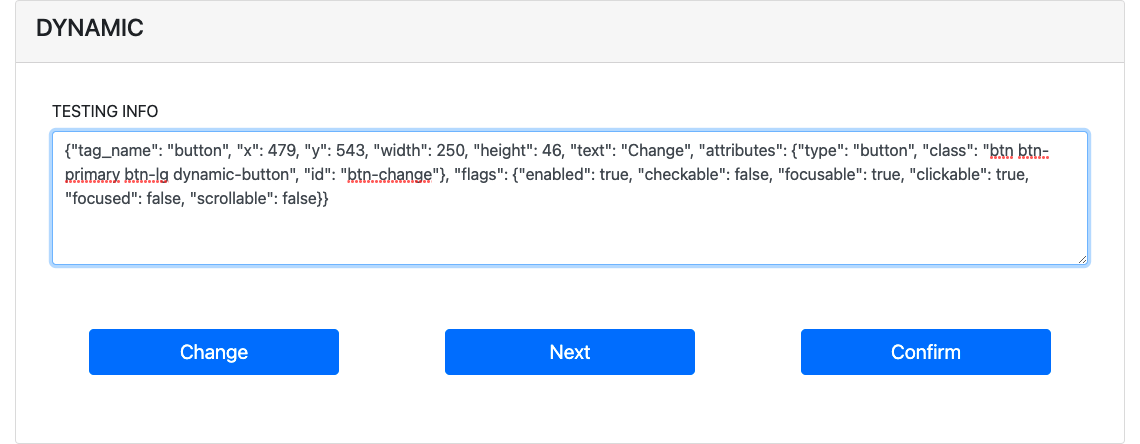 DYNAMIC
TESTING INFO
{"tag_name": "button", "x": 479, "y": 543, "width": 250, "height": 46, "text": "Change", "attributes": {"type": "button", "class": "btn btn-
primary btn-lg dynamic-button", "id": "btn-change"}, "flags": {"enabled": true, "checkable": false, "focusable": true, "clickable": true,
"focused": false, "scrollable": false}}
Change
Next
Confirm